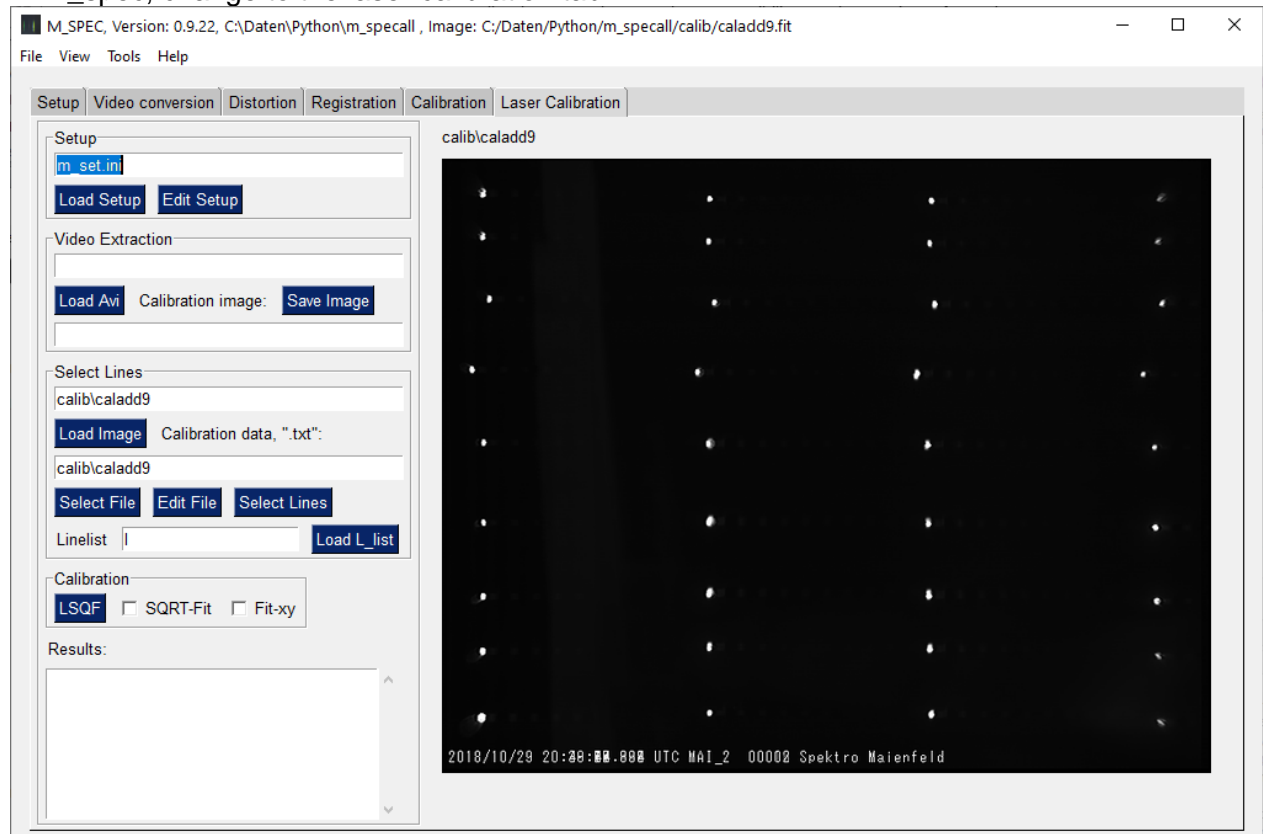 M_SPEC, Version: 0.9.22, C:\Daten\Python\m_specall , Image: C:/Daten/Python/m_specall/calib/caladd9.fit
File View Tools Help
Setup Video conversion Distortion Registration Calibration Laser Calibration
Setup
m_set.ini
Load Setup Edit Setup
Video Extraction
Load Avi Calibration image: Save Image
Select Lines
calib\caladd9
Load Image Calibration data, ".txt":
calib\caladd9
Select File Edit File Select Lines
Linelist l Load L_list
Calibration
LSQF SQRT-Fit Fit-xy
Results:
calib\caladd9
2018/10/29 UTC MAI_2 Spektro Maienfeld